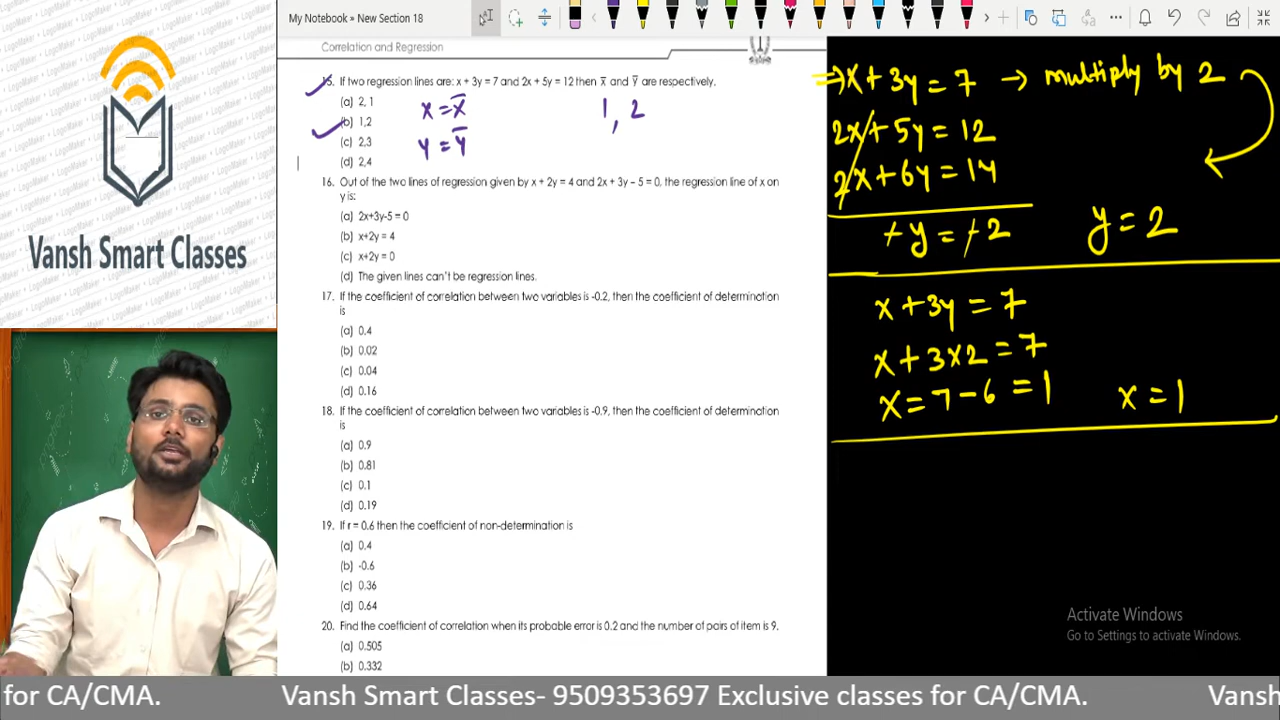 My Notebook » New Section 18
Correlation and Regression
15. If two regression lines are: x + 3y = 7 and 2x + 5y = 12 then x̅ and y̅ are respectively.
(a) 2, 1
(b) 1,2
(c) 2,3
(d) 2,4
x = x̅
y = y̅
1, 2
16. Out of the two lines of regression given by x + 2y = 4 and 2x + 3y – 5 = 0, the regression line of x on
y is:
(a) 2x+3y-5 = 0
(b) x+2y = 4
(c) x+2y = 0
(d) The given lines can't be regression lines.
17. If the coefficient of correlation between two variables is -0.2, then the coefficient of determination
is
(a) 0.4
(b) 0.02
(c) 0.04
(d) 0.16
18. If the coefficient of correlation between two variables is -0.9, then the coefficient of determination
is
(a) 0.9
(b) 0.81
(c) 0.1
(d) 0.19
19. If r = 0.6 then the coefficient of non-determination is
(a) 0.4
(b) -0.6
(c) 0.36
(d) 0.64
20. Find the coefficient of correlation when its probable error is 0.2 and the number of pairs of item is 9.
(a) 0.505
(b) 0.332
⇒ x + 3y = 7 → multiply by 2
2x + 5y = 12
2x + 6y = 14
-y = -2 y = 2
x + 3y = 7
x + 3×2 = 7
x = 7 - 6 = 1 x = 1
Vansh Smart Classes
Activate Windows
Go to Settings to activate Windows.
for CA/CMA. Vansh Smart Classes- 9509353697 Exclusive classes for CA/CMA. Vansh